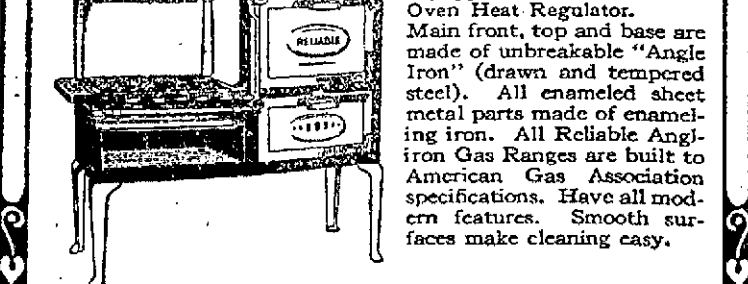 Oven Heat Regulator.
Main front, top and base are
made of unbreakable "Angle
Iron" (drawn and tempered
steel). All enameled sheet
metal parts made of enamel-
ing iron. All Reliable Angl-
iron Gas Ranges are built to
American Gas Association
specifications. Have all mod-
ern features. Smooth sur-
faces make cleaning easy.
RELIABLE